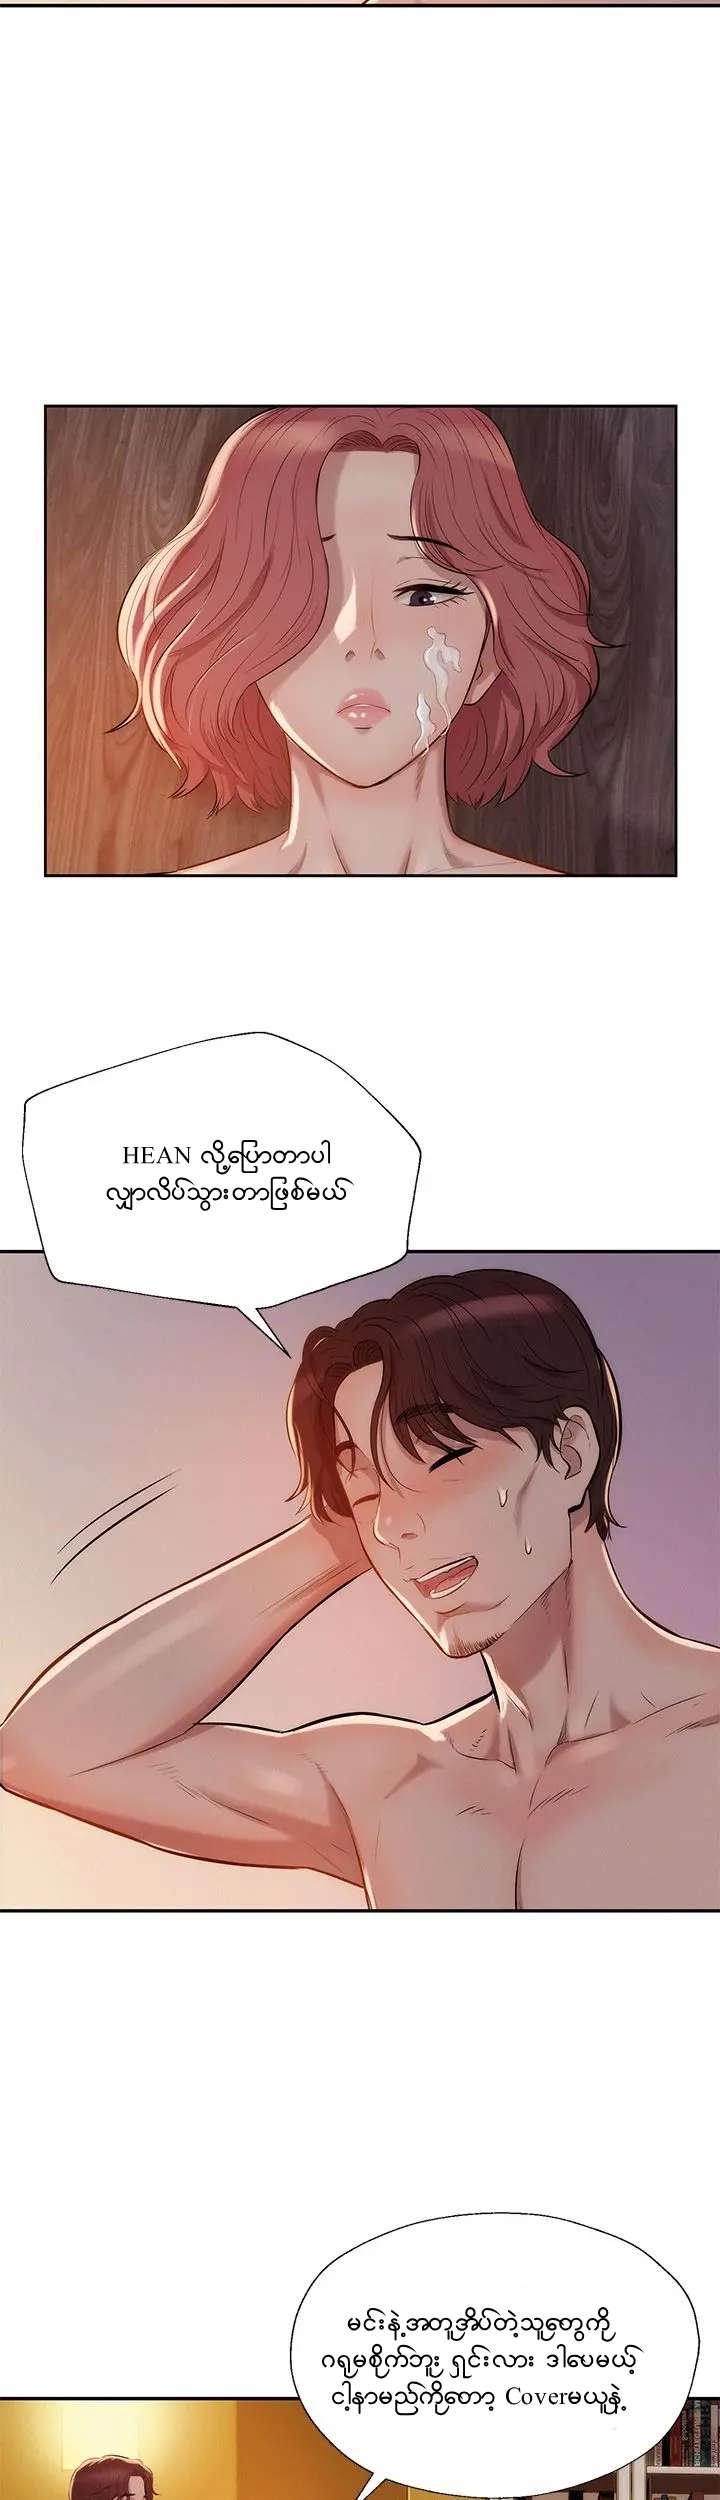 HEAN လို့ပြောတာပါ
လျှာလိပ်သွားတာဖြစ်မယ်
မင်းနဲ့အတူအိပ်တဲ့သူတွေကို
ဂရုမစိုက်ဘူး ရှင်းလား ဒါပေမယ့်
ငါ့နာမည်ကိုတော့ Coverမယူနဲ့